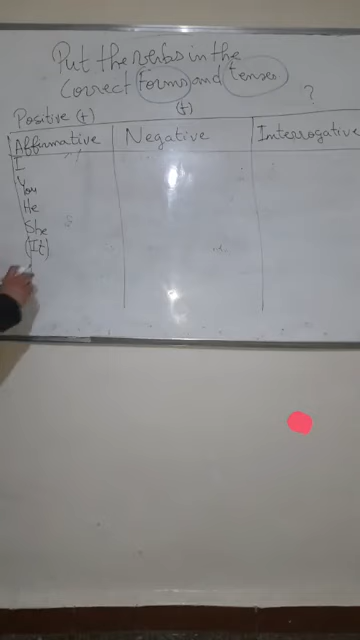 Put the verbs in the
correct forms and tenses
Positive (+) (+) ?
Affirmative Negative Interrogative
I
You
He
She
(It)